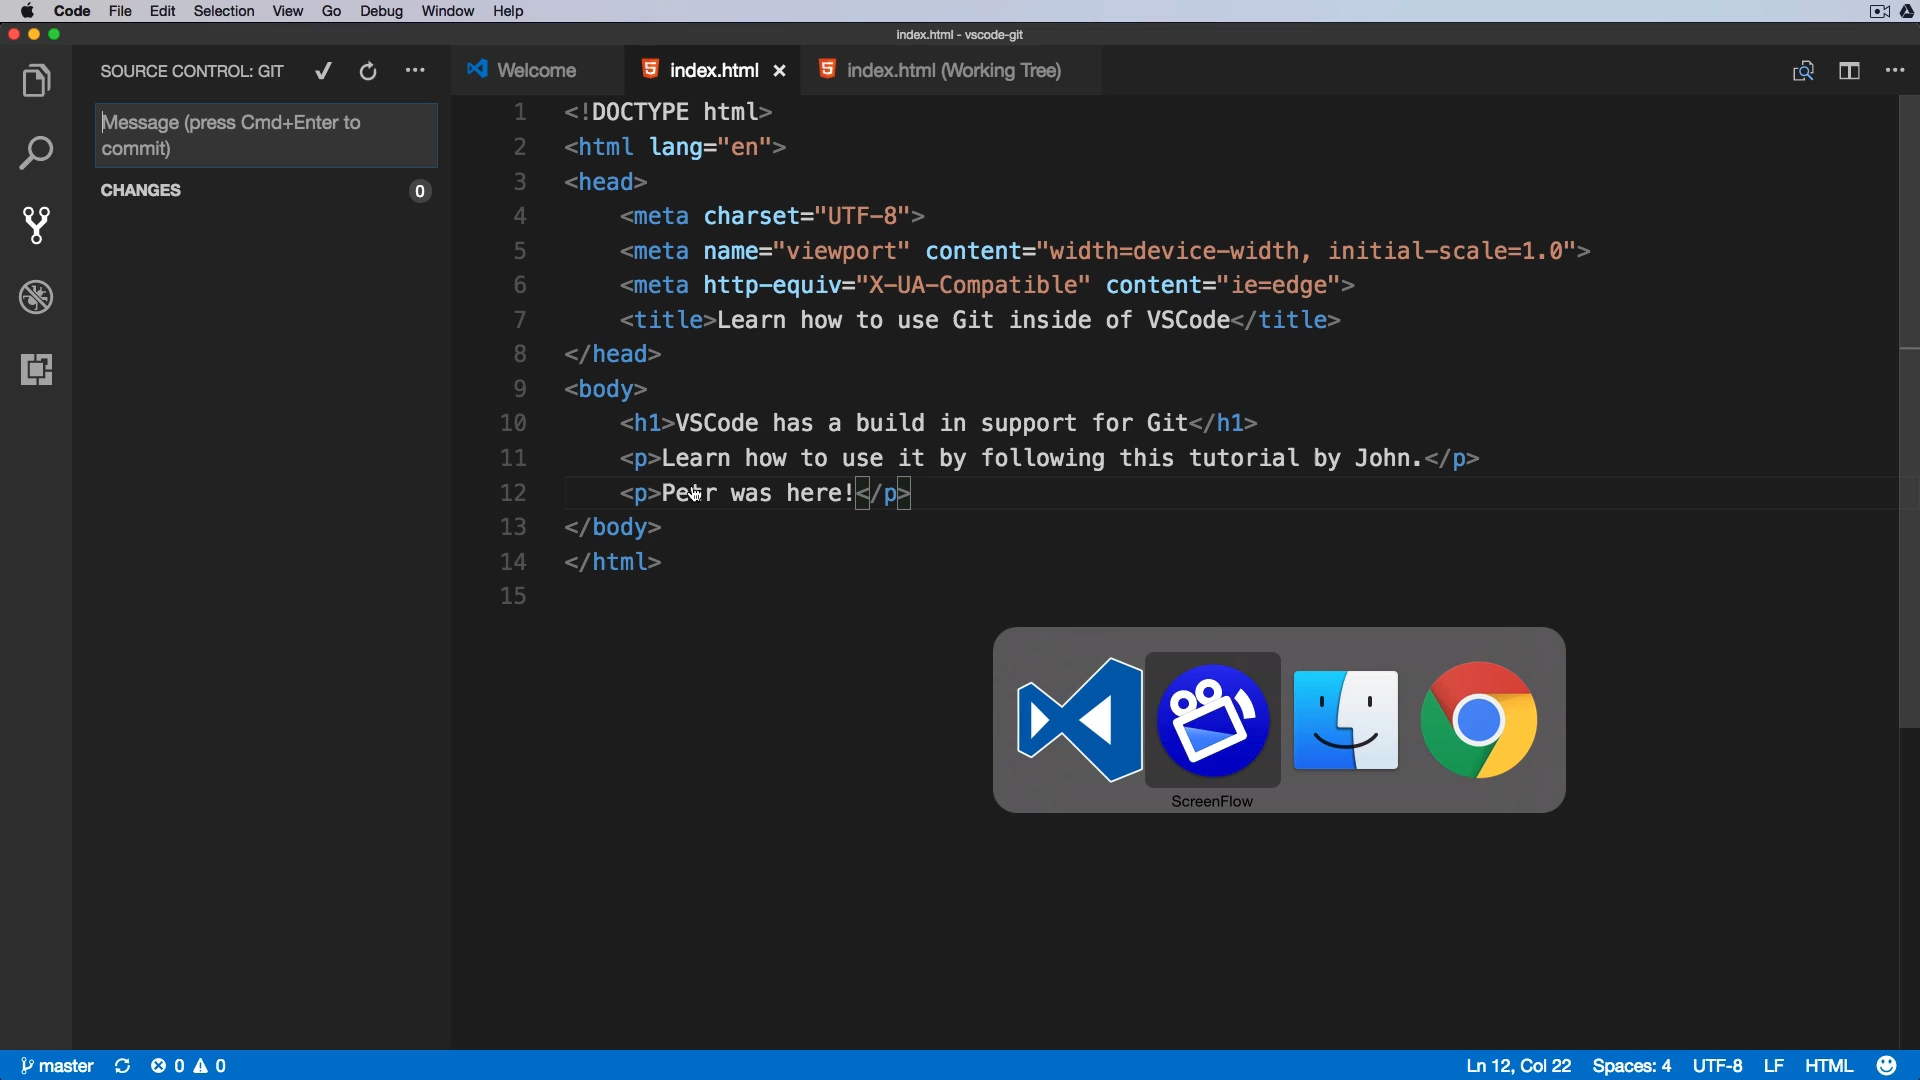 Code File Edit Selection View Go Debug Window Help
index.html - vscode-git
SOURCE CONTROL: GIT
Welcome
index.html
index.html (Working Tree)
Message (press Cmd+Enter to
commit)
CHANGES 0
1 <!DOCTYPE html>
2 <html lang="en">
3 <head>
4 <meta charset="UTF-8">
5 <meta name="viewport" content="width=device-width, initial-scale=1.0">
6 <meta http-equiv="X-UA-Compatible" content="ie=edge">
7 <title>Learn how to use Git inside of VSCode</title>
8 </head>
9 <body>
10 <h1>VSCode has a build in support for Git</h1>
11 <p>Learn how to use it by following this tutorial by John.</p>
12 <p>Petr was here!</p>
13 </body>
14 </html>
15
ScreenFlow
master 0 0 Ln 12, Col 22 Spaces: 4 UTF-8 LF HTML